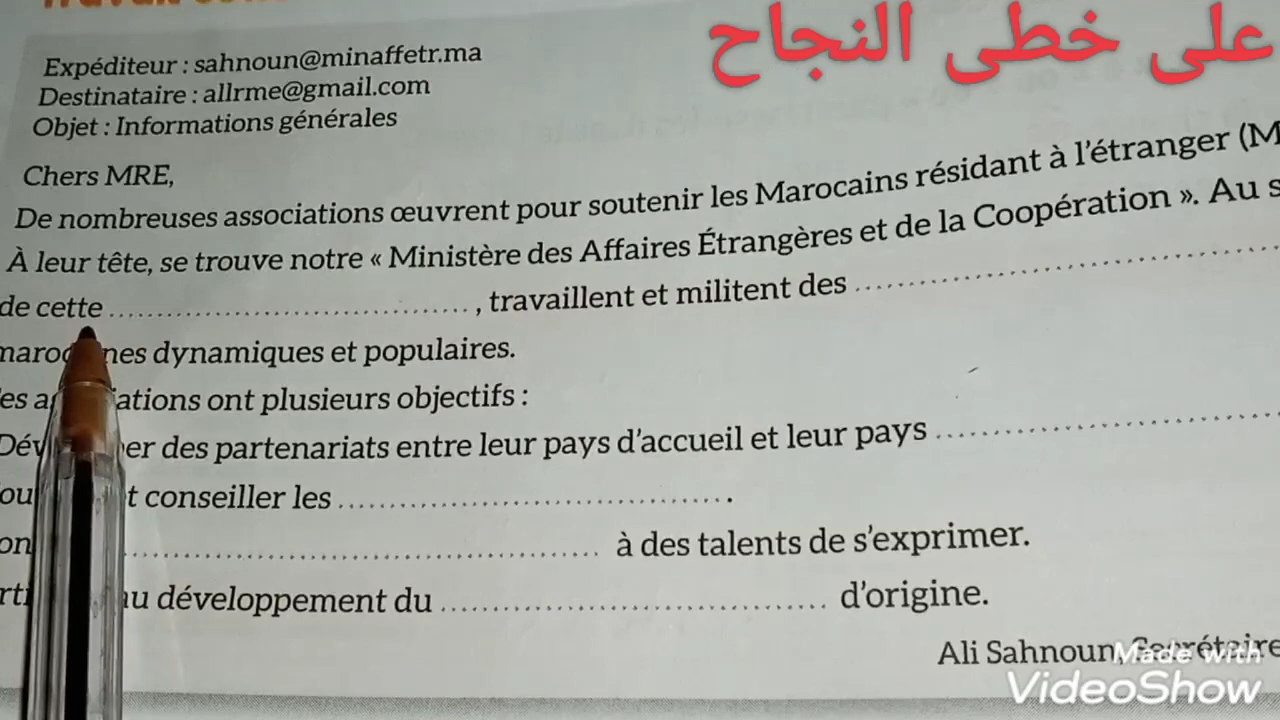 على خطى النجاح
Expéditeur : sahnoun@minaffetr.ma
Destinataire : allrme@gmail.com
Objet : Informations générales
Chers MRE,
De nombreuses associations œuvrent pour soutenir les Marocains résidant à l'étranger (M
À leur tête, se trouve notre « Ministère des Affaires Étrangères et de la Coopération ». Au s
de cette ........................................ , travaillent et militent des ........................................
nes dynamiques et populaires.
ations ont plusieurs objectifs :
er des partenariats entre leur pays d'accueil et leur pays ........................................
t conseiller les ........................................ .
........................................ à des talents de s'exprimer.
au développement du ........................................ d'origine.
Ali Sahnoun, Secrétaire
Made with
VideoShow